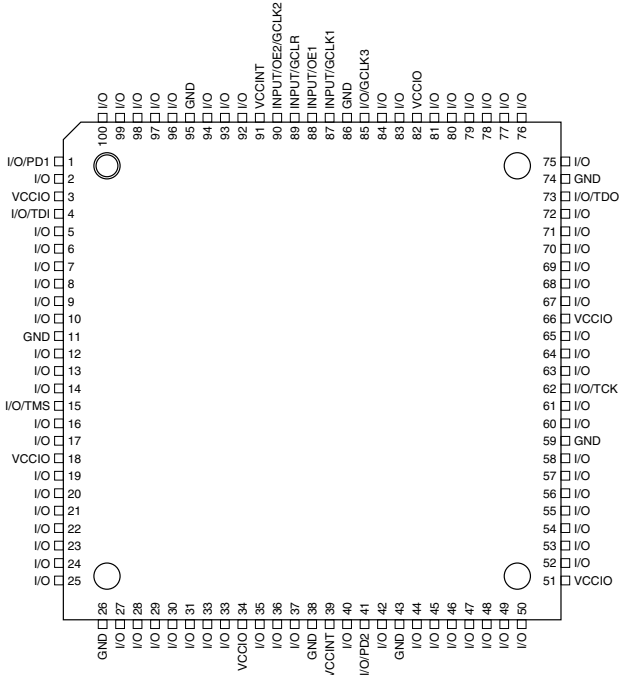 I/O I/O I/O I/O I/O GND I/O I/O I/O VCCINT INPUT/OE2/GCLK2 INPUT/GCLR INPUT/OE1 INPUT/GCLK1 GND I/O/GCLK3 I/O I/O VCCIO I/O I/O I/O I/O I/O I/O
100 99 98 97 96 95 94 93 92 91 90 89 88 87 86 85 84 83 82 81 80 79 78 77 76
I/O/PD1 1 75 I/O
I/O 2 74 GND
VCCIO 3 73 I/O/TDO
I/O/TDI 4 72 I/O
I/O 5 71 I/O
I/O 6 70 I/O
I/O 7 69 I/O
I/O 8 68 I/O
I/O 9 67 I/O
I/O 10 66 VCCIO
GND 11 65 I/O
I/O 12 64 I/O
I/O 13 63 I/O
I/O 14 62 I/O/TCK
I/O/TMS 15 61 I/O
I/O 16 60 I/O
I/O 17 59 GND
VCCIO 18 58 I/O
I/O 19 57 I/O
I/O 20 56 I/O
I/O 21 55 I/O
I/O 22 54 I/O
I/O 23 53 I/O
I/O 24 52 I/O
I/O 25 51 VCCIO
26 27 28 29 30 31 33 33 34 35 36 37 38 39 40 41 42 43 44 45 46 47 48 49 50
GND I/O I/O I/O I/O I/O I/O I/O VCCIO I/O I/O I/O GND VCCINT I/O I/O/PD2 I/O GND I/O I/O I/O I/O I/O I/O I/O